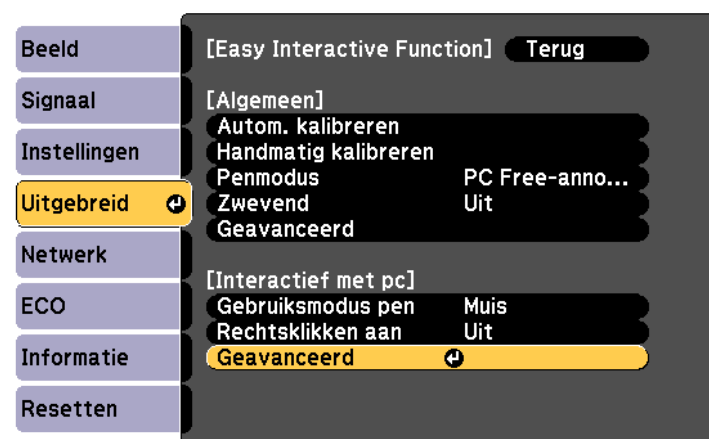 Beeld
Signaal
Instellingen
Uitgebreid
Netwerk
ECO
Informatie
Resetten
[Easy Interactive Function] Terug
[Algemeen]
Autom. kalibreren
Handmatig kalibreren
Penmodus PC Free-anno...
Zwevend Uit
Geavanceerd
[Interactief met pc]
Gebruiksmodus pen Muis
Rechtsklikken aan Uit
Geavanceerd